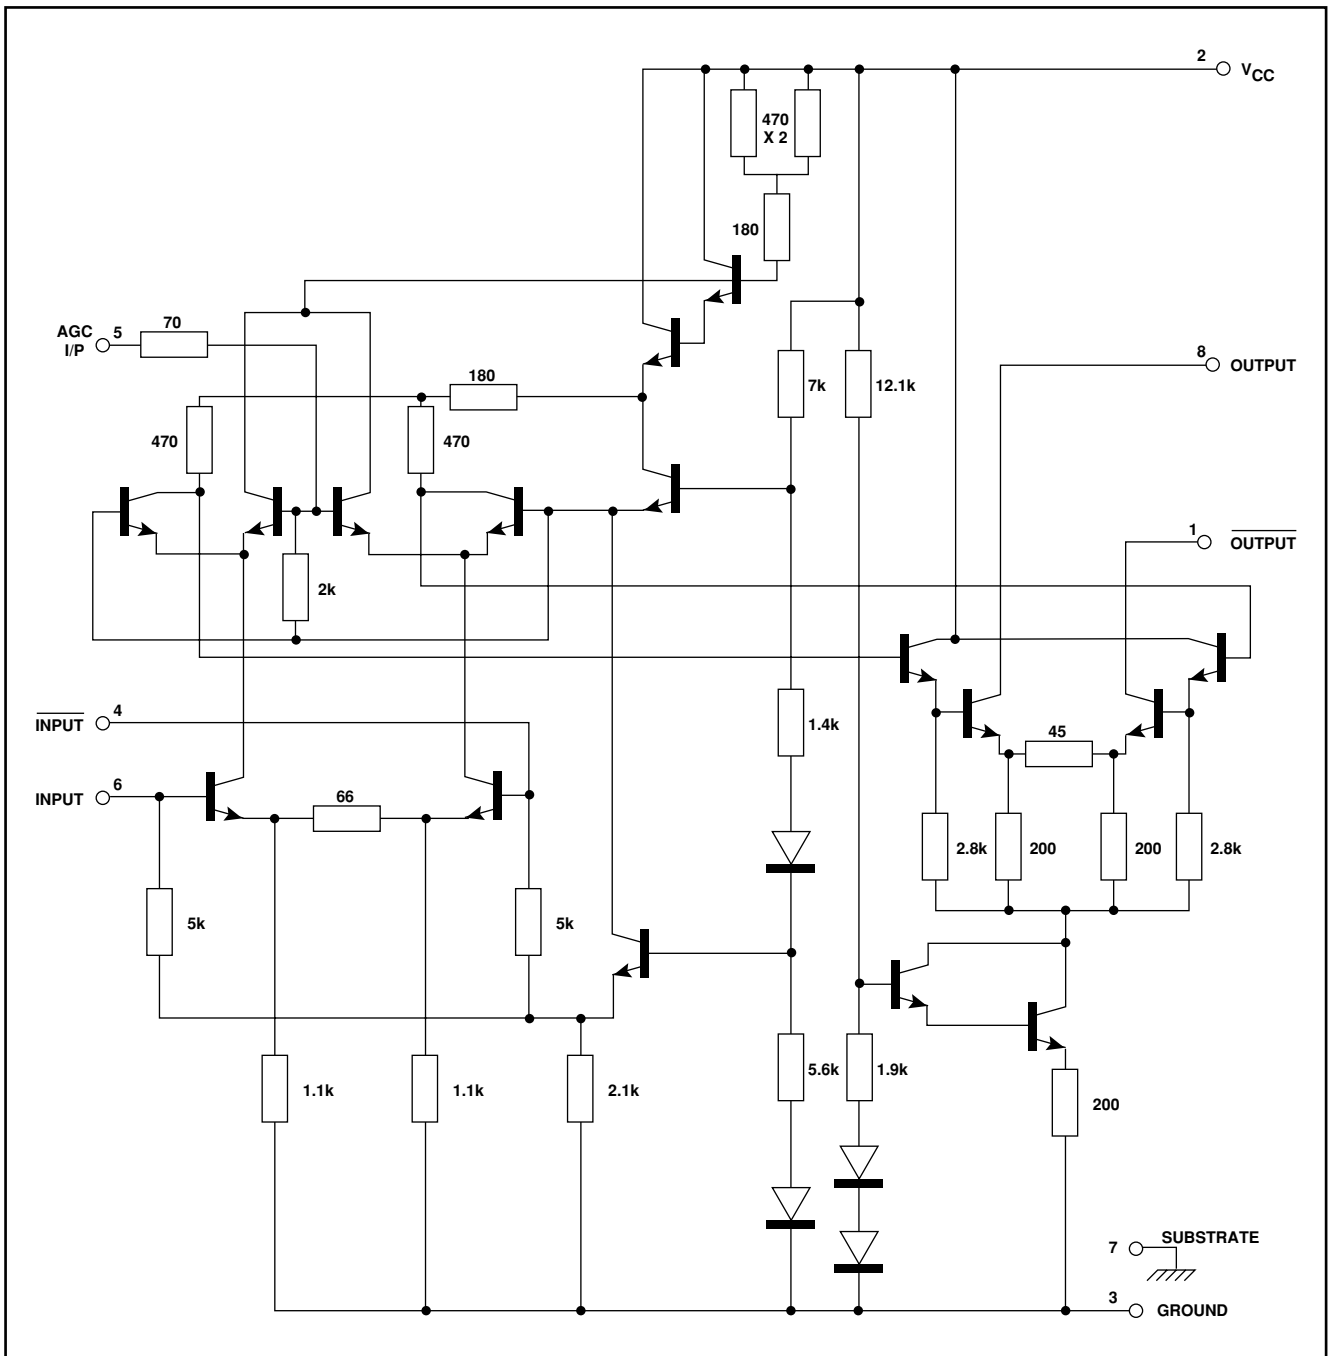 2
VCC
470
X 2
180
AGC
I/P
5
70
180
7k
12.1k
8
OUTPUT
470
470
1
OUTPUT
2k
INPUT
4
1.4k
45
INPUT
6
66
2.8k
200
200
2.8k
5k
5k
1.1k
1.1k
2.1k
5.6k
1.9k
200
7
SUBSTRATE
3
GROUND